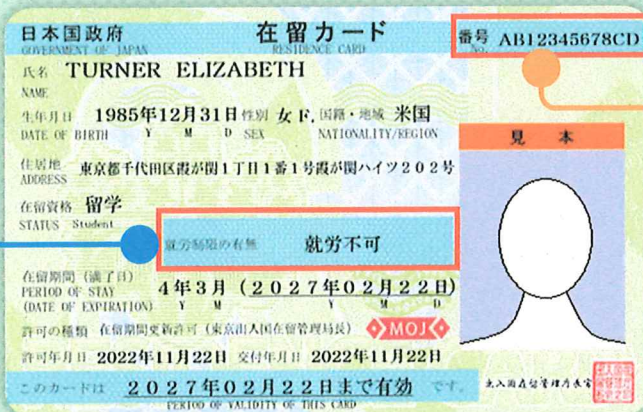 日本国政府 在留カード 番号 AB12345678CD
GOVERNMENT OF JAPAN RESIDENCE CARD No.
氏名 TURNER ELIZABETH
NAME
生年月日 1985年12月31日 性別 女 F. 国籍・地域 米国
DATE OF BIRTH Y M D SEX NATIONALITY/REGION
見本
住居地 東京都千代田区霞が関1丁目1番1号霞が関ハイツ202号
ADDRESS
在留資格 留学
STATUS Student
就労制限の有無 就労不可
在留期間(満了日) 4年3月(2027年02月22日)
PERIOD OF STAY Y M Y M D
(DATE OF EXPIRATION)
許可の種類 在留期間更新許可(東京出入国在留管理局長) MOJ
許可年月日 2022年11月22日 交付年月日 2022年11月22日
このカードは 2027年02月22日まで有効 です。
PERIOD OF VALIDITY OF THIS CARD